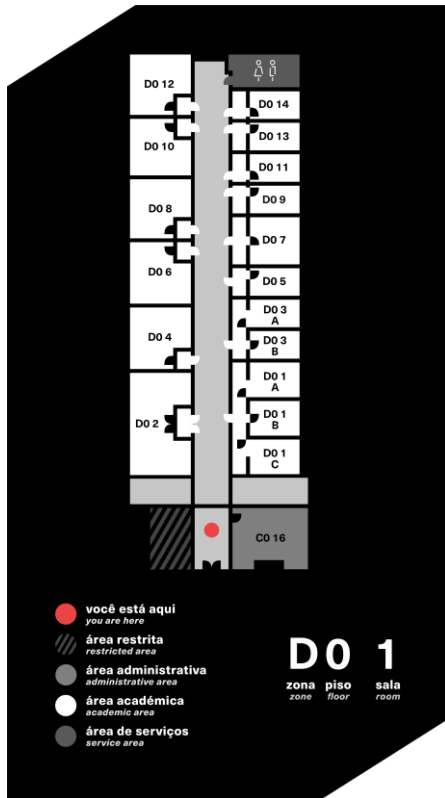 D0 12
D0 14
D0 13
D0 10
D0 11
D0 8
D0 9
D0 7
D0 6
D0 5
D0 3
A
D0 4
D0 3
B
D0 1
A
D0 2
D0 1
B
D0 1
C
C0 16
você está aqui
you are here
área restrita
restricted area
área administrativa
administrative area
área académica
academic area
área de serviços
service area
D 0 1
zona piso sala
zone floor room